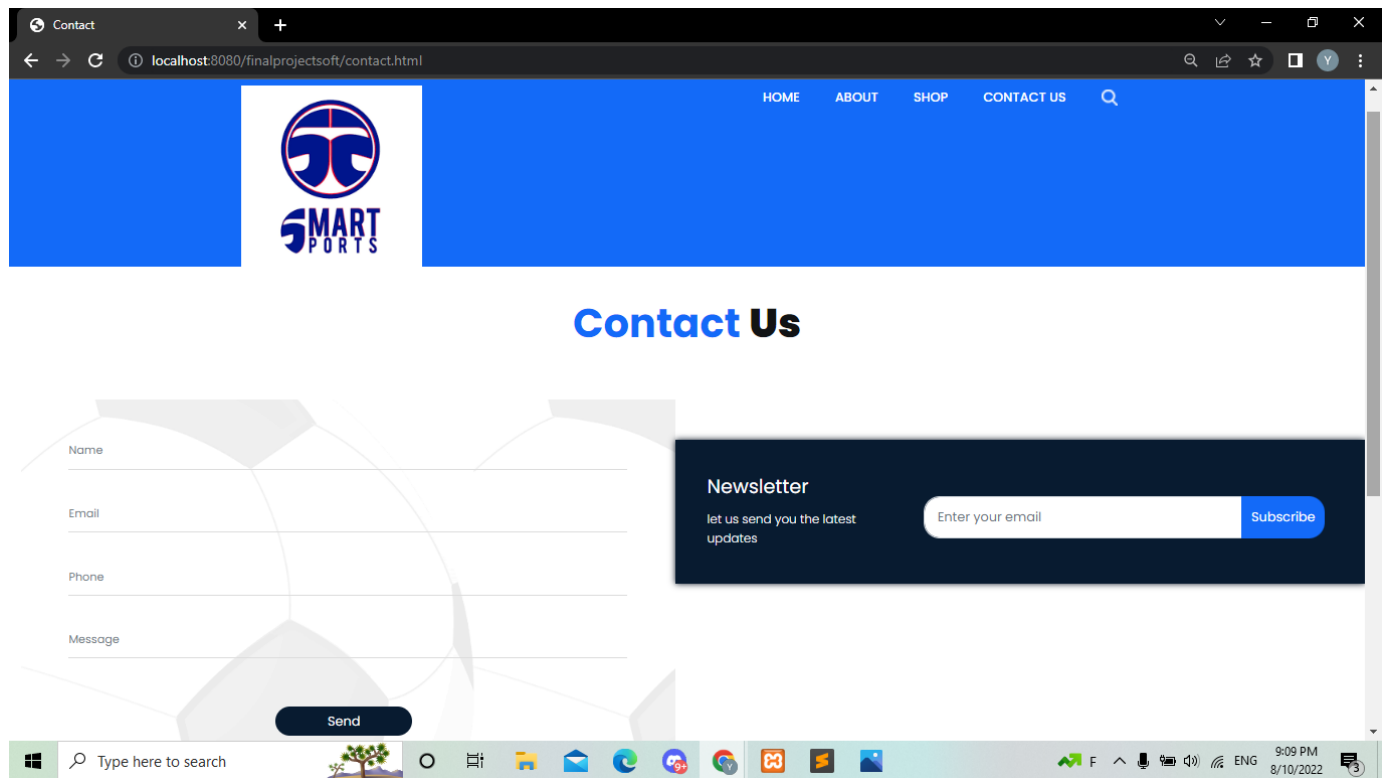 Contact
localhost:8080/finalprojectsoft/contact.html
Y
HOME ABOUT SHOP CONTACT US
SMART
PORTS
Contact Us
Name
Email
Phone
Message
Send
Newsletter
let us send you the latest
updates
Enter your email
Subscribe
Type here to search
9+
Y
F
ENG
9:09 PM
8/10/2022
3